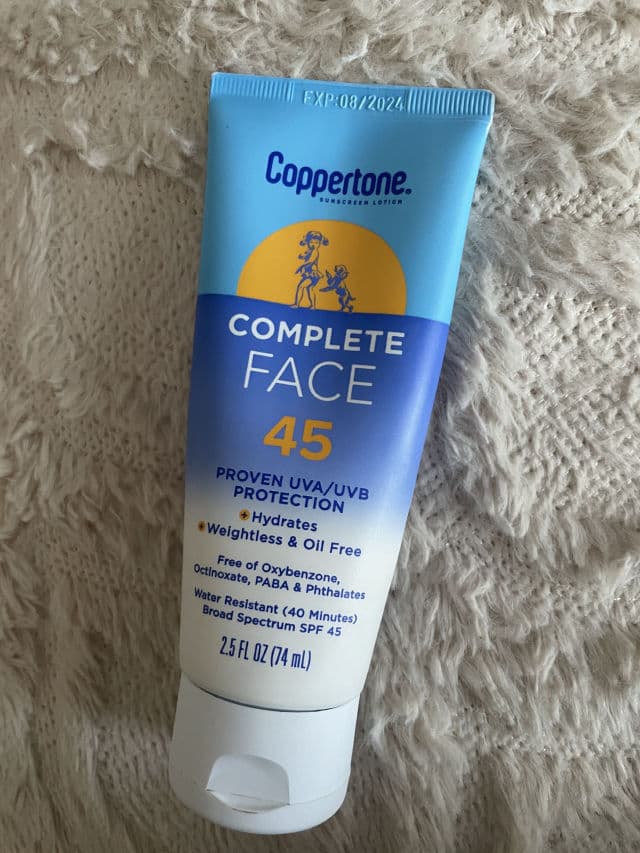 EXP:08/2024
Coppertone.
SUNSCREEN LOTION
COMPLETE
FACE
45
PROVEN UVA/UVB
PROTECTION
+Hydrates
+Weightless & Oil Free
Free of Oxybenzone,
Octinoxate, PABA & Phthalates
Water Resistant (40 Minutes)
Broad Spectrum SPF 45
2.5 FL OZ (74 mL)